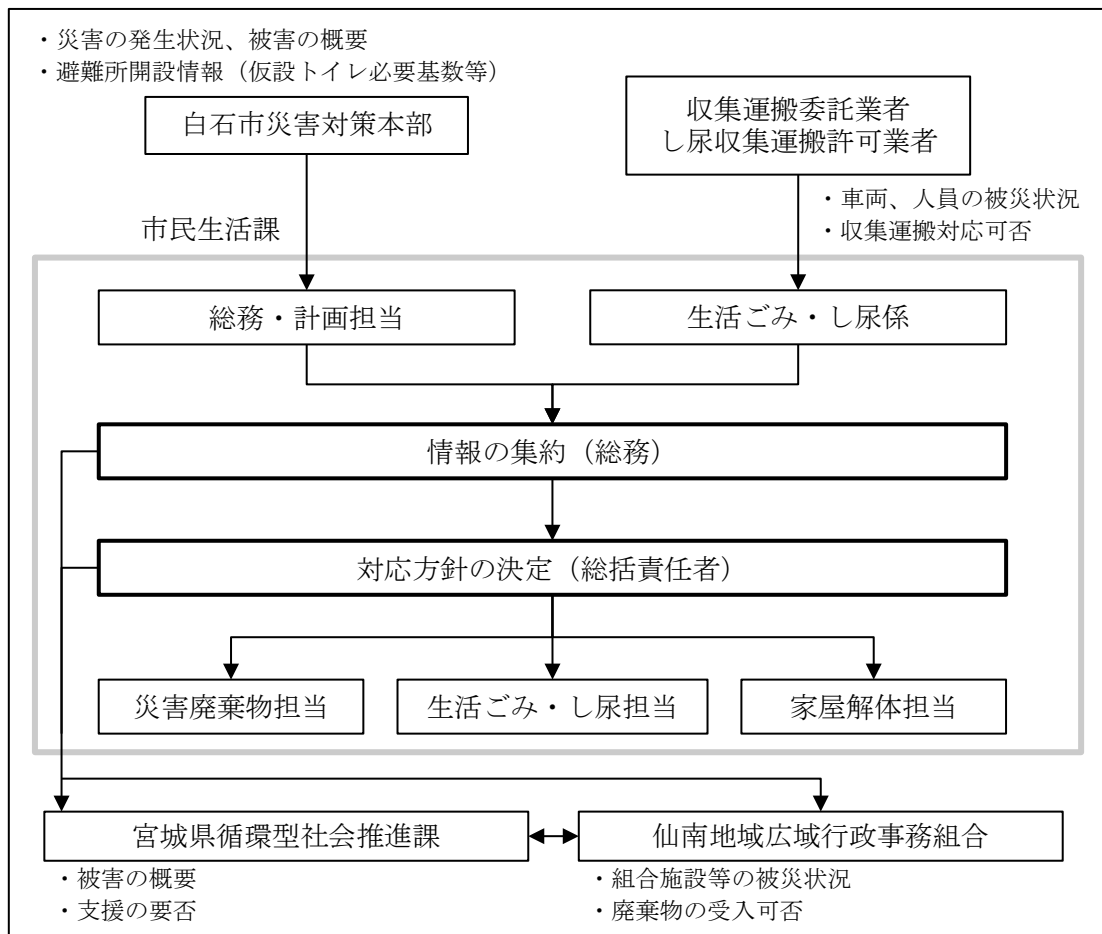 ・災害の発生状況、被害の概要
・避難所開設情報（仮設トイレ必要基数等）
白石市災害対策本部
収集運搬委託業者
し尿収集運搬許可業者
・車両、人員の被災状況
・収集運搬対応可否
市民生活課
総務・計画担当
生活ごみ・し尿係
情報の集約（総務）
対応方針の決定（総括責任者）
災害廃棄物担当
生活ごみ・し尿担当
家屋解体担当
宮城県循環型社会推進課
仙南地域広域行政事務組合
・被害の概要
・支援の要否
・組合施設等の被災状況
・廃棄物の受入可否